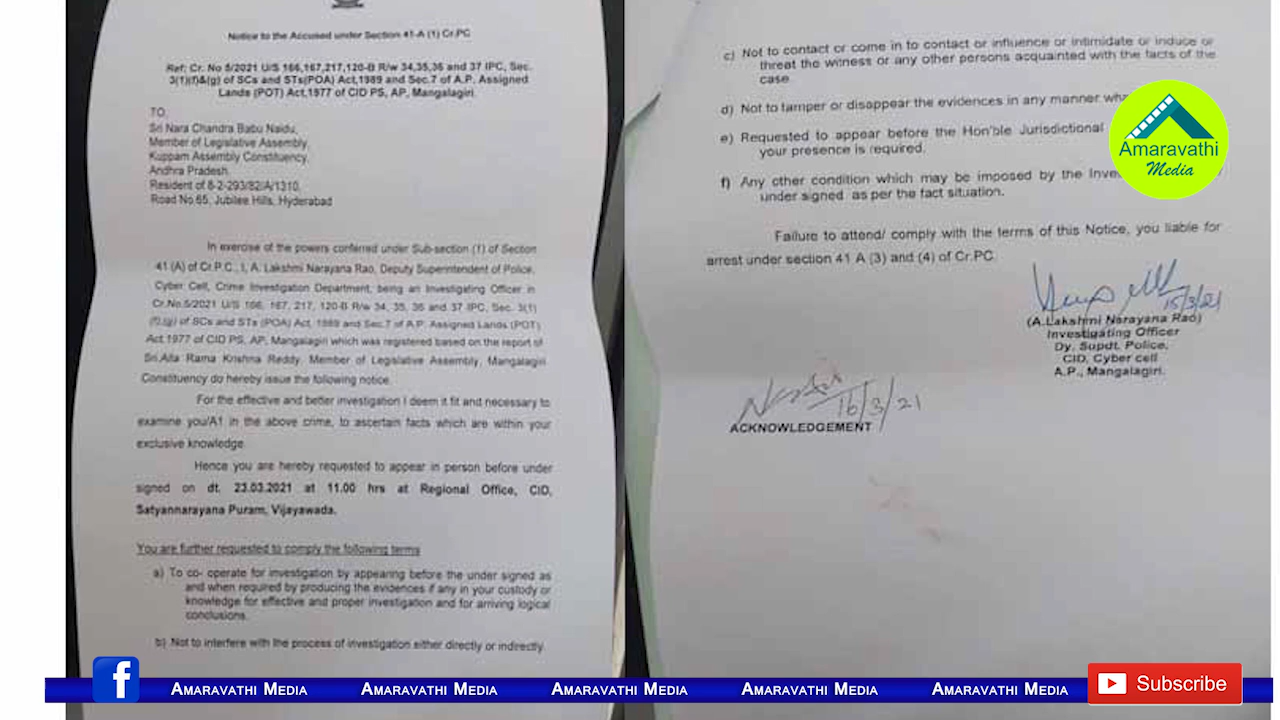 Notice to the Accused under Section 41-A (1) Cr.PC
Ref: Cr. No 5/2021 U/S 166,167,217,120-B R/w 34,35,36 and 37 IPC, Sec.
3(1)(f)&(g) of SCs and STs(POA) Act,1989 and Sec.7 of A.P. Assigned
Lands (POT) Act,1977 of CID PS, AP, Mangalagiri
TO,
Sri Nara Chandra Babu Naidu,
Member of Legislative Assembly,
Kuppam Assembly Constituency,
Andhra Pradesh.
Resident of 8-2-293/82/A/1310,
Road No.65, Jubilee Hills, Hyderabad
In exercise of the powers conferred under Sub-section (1) of Section
41 (A) of Cr.P.C., I, A. Lakshmi Narayana Rao, Deputy Superintendent of Police,
Cyber Cell, Crime Investigation Department, being an Investigating Officer in
Cr.No.5/2021 U/S 166, 167, 217, 120-B R/w 34, 35, 36 and 37 IPC, Sec. 3(1)
(f),(g) of SCs and STs (POA) Act, 1989 and Sec.7 of A.P. Assigned Lands (POT)
Act.1977 of CID PS, AP, Mangalagiri which was registered based on the report of
Sri.Alla Rama Krishna Reddy, Member of Legislative Assembly, Mangalagiri
Constituency do hereby issue the following notice.
For the effective and better investigation I deem it fit and necessary to
examine you/A1 in the above crime, to ascertain facts which are within your
exclusive knowledge.
Hence you are hereby requested to appear in person before under
signed on dt. 23.03.2021 at 11.00 hrs at Regional Office, CID,
Satyannarayana Puram, Vijayawada.
You are further requested to comply the following terms
a) To co- operate for investigation by appearing before the under signed as
and when required by producing the evidences if any in your custody or
knowledge for effective and proper investigation and for arriving logical
conclusions.
b) Not to interfere with the process of investigation either directly or indirectly.
c) Not to contact or come in to contact or influence or intimidate or induce or
threat the witness or any other persons acquainted with the facts of the
case.
d) Not to tamper or disappear the evidences in any manner
e) Requested to appear before the Hon'ble Jurisdictional
your presence is required.
f) Any other condition which may be imposed by the
under signed as per the fact situation.
Failure to attend/ comply with the terms of this Notice, you liable for
arrest under section 41 A (3) and (4) of Cr.PC.
15/3/21
(A.Lakshmi Narayana Rao)
Investigating Officer
Dy. Supdt. Police,
CID, Cyber cell
A.P., Mangalagiri.
16/3/21
ACKNOWLEDGEMENT
Amaravathi
Media
Amaravathi Media Amaravathi Media Amaravathi Media Amaravathi Media Amaravathi Media
Subscribe